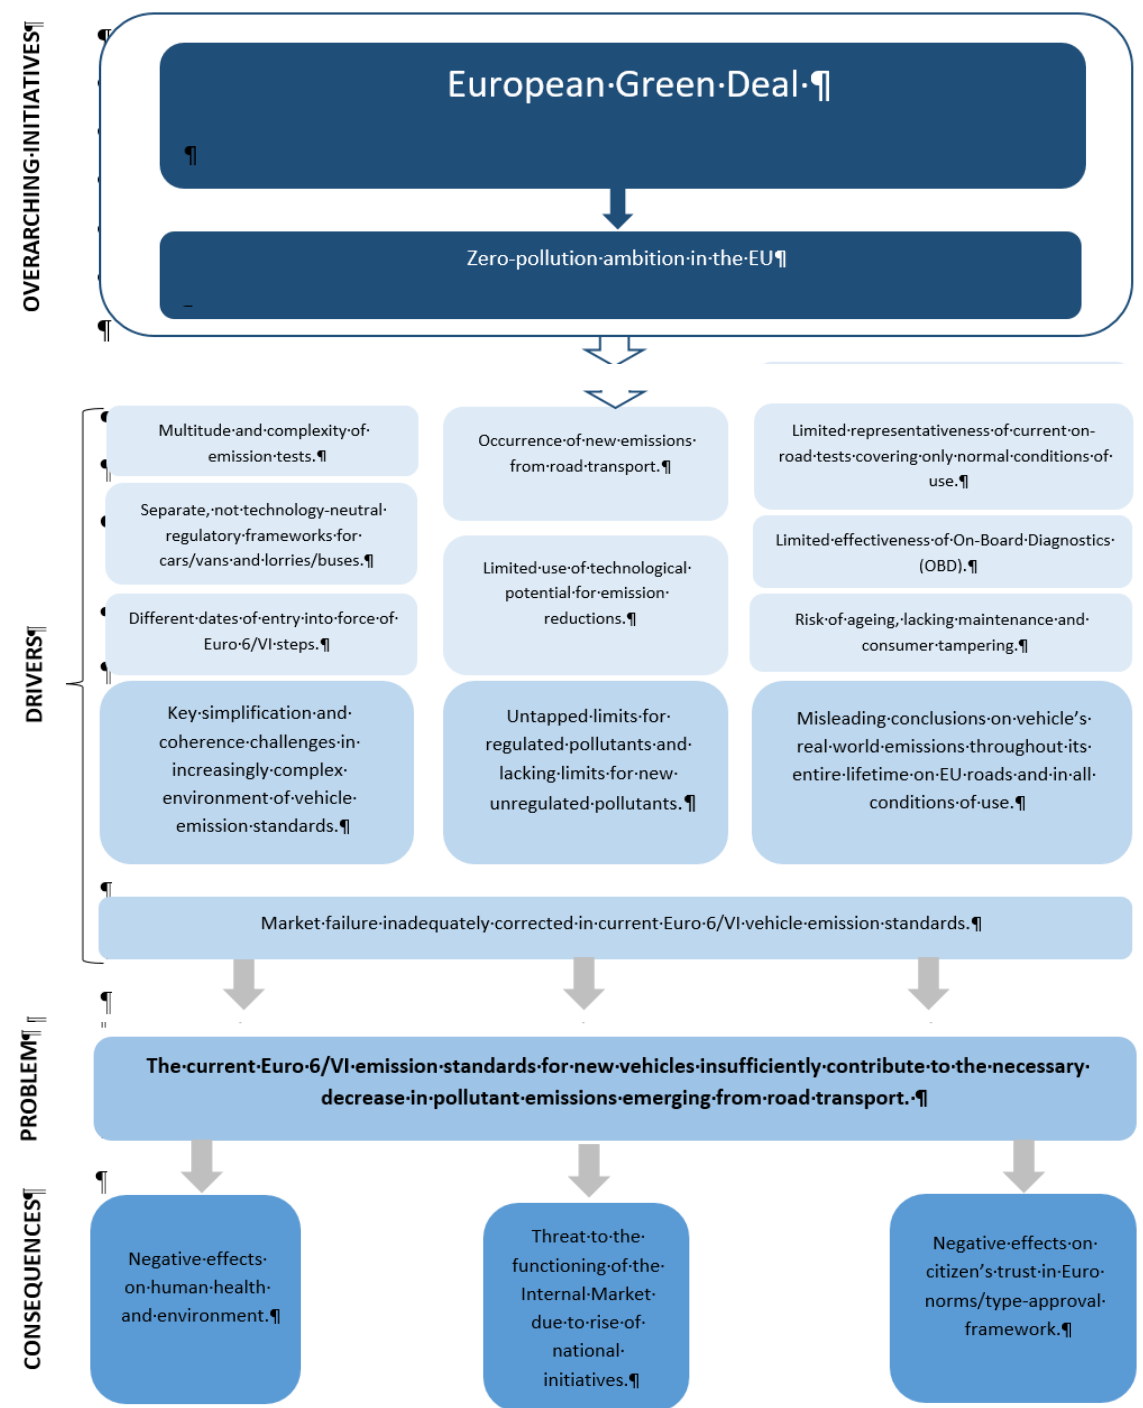 OVERARCHING·INITIATIVES¶
¶
European·Green·Deal·¶
¶
Zero-pollution·ambition·in·the·EU¶
¶
DRIVERS¶
¶
Multitude·and·complexity·of·
emission·tests.¶
¶
Separate,·not·technology-neutral·
regulatory·frameworks·for·
cars/vans·and·lorries/buses.¶
Different·dates·of·entry·into·force·of·
Euro·6/VI·steps.¶
¶
Key·simplification·and·
coherence·challenges·in·
increasingly·complex·
environment·of·vehicle·
emission·standards.¶
Occurrence·of·new·emissions·
from·road·transport.¶
Limited·use·of·technological·
potential·for·emission·
reductions.¶
Untapped·limits·for·
regulated·pollutants·and·
lacking·limits·for·new·
unregulated·pollutants.¶
Limited·representativeness·of·current·on-
road·tests·covering·only·normal·conditions·of·
use.¶
Limited·effectiveness·of·On-Board·Diagnostics·
(OBD).¶
Risk·of·ageing,·lacking·maintenance·and·
consumer·tampering.¶
Misleading·conclusions·on·vehicle's·
real·world·emissions·throughout·its·
entire·lifetime·on·EU·roads·and·in·all·
conditions·of·use.¶
¶
Market·failure·inadequately·corrected·in·current·Euro·6/VI·vehicle·emission·standards.¶
¶
PROBLEM¶
The·current·Euro·6/VI·emission·standards·for·new·vehicles·insufficiently·contribute·to·the·necessary·
decrease·in·pollutant·emissions·emerging·from·road·transport.·¶
¶
CONSEQUENCES¶
Negative·effects·
on·human·health·
and·environment.¶
Threat·to·the·
functioning·of·the·
Internal·Market·
due·to·rise·of·
national·
initiatives.¶
Negative·effects·on·
citizen's·trust·in·Euro·
norms/type-approval·
framework.¶